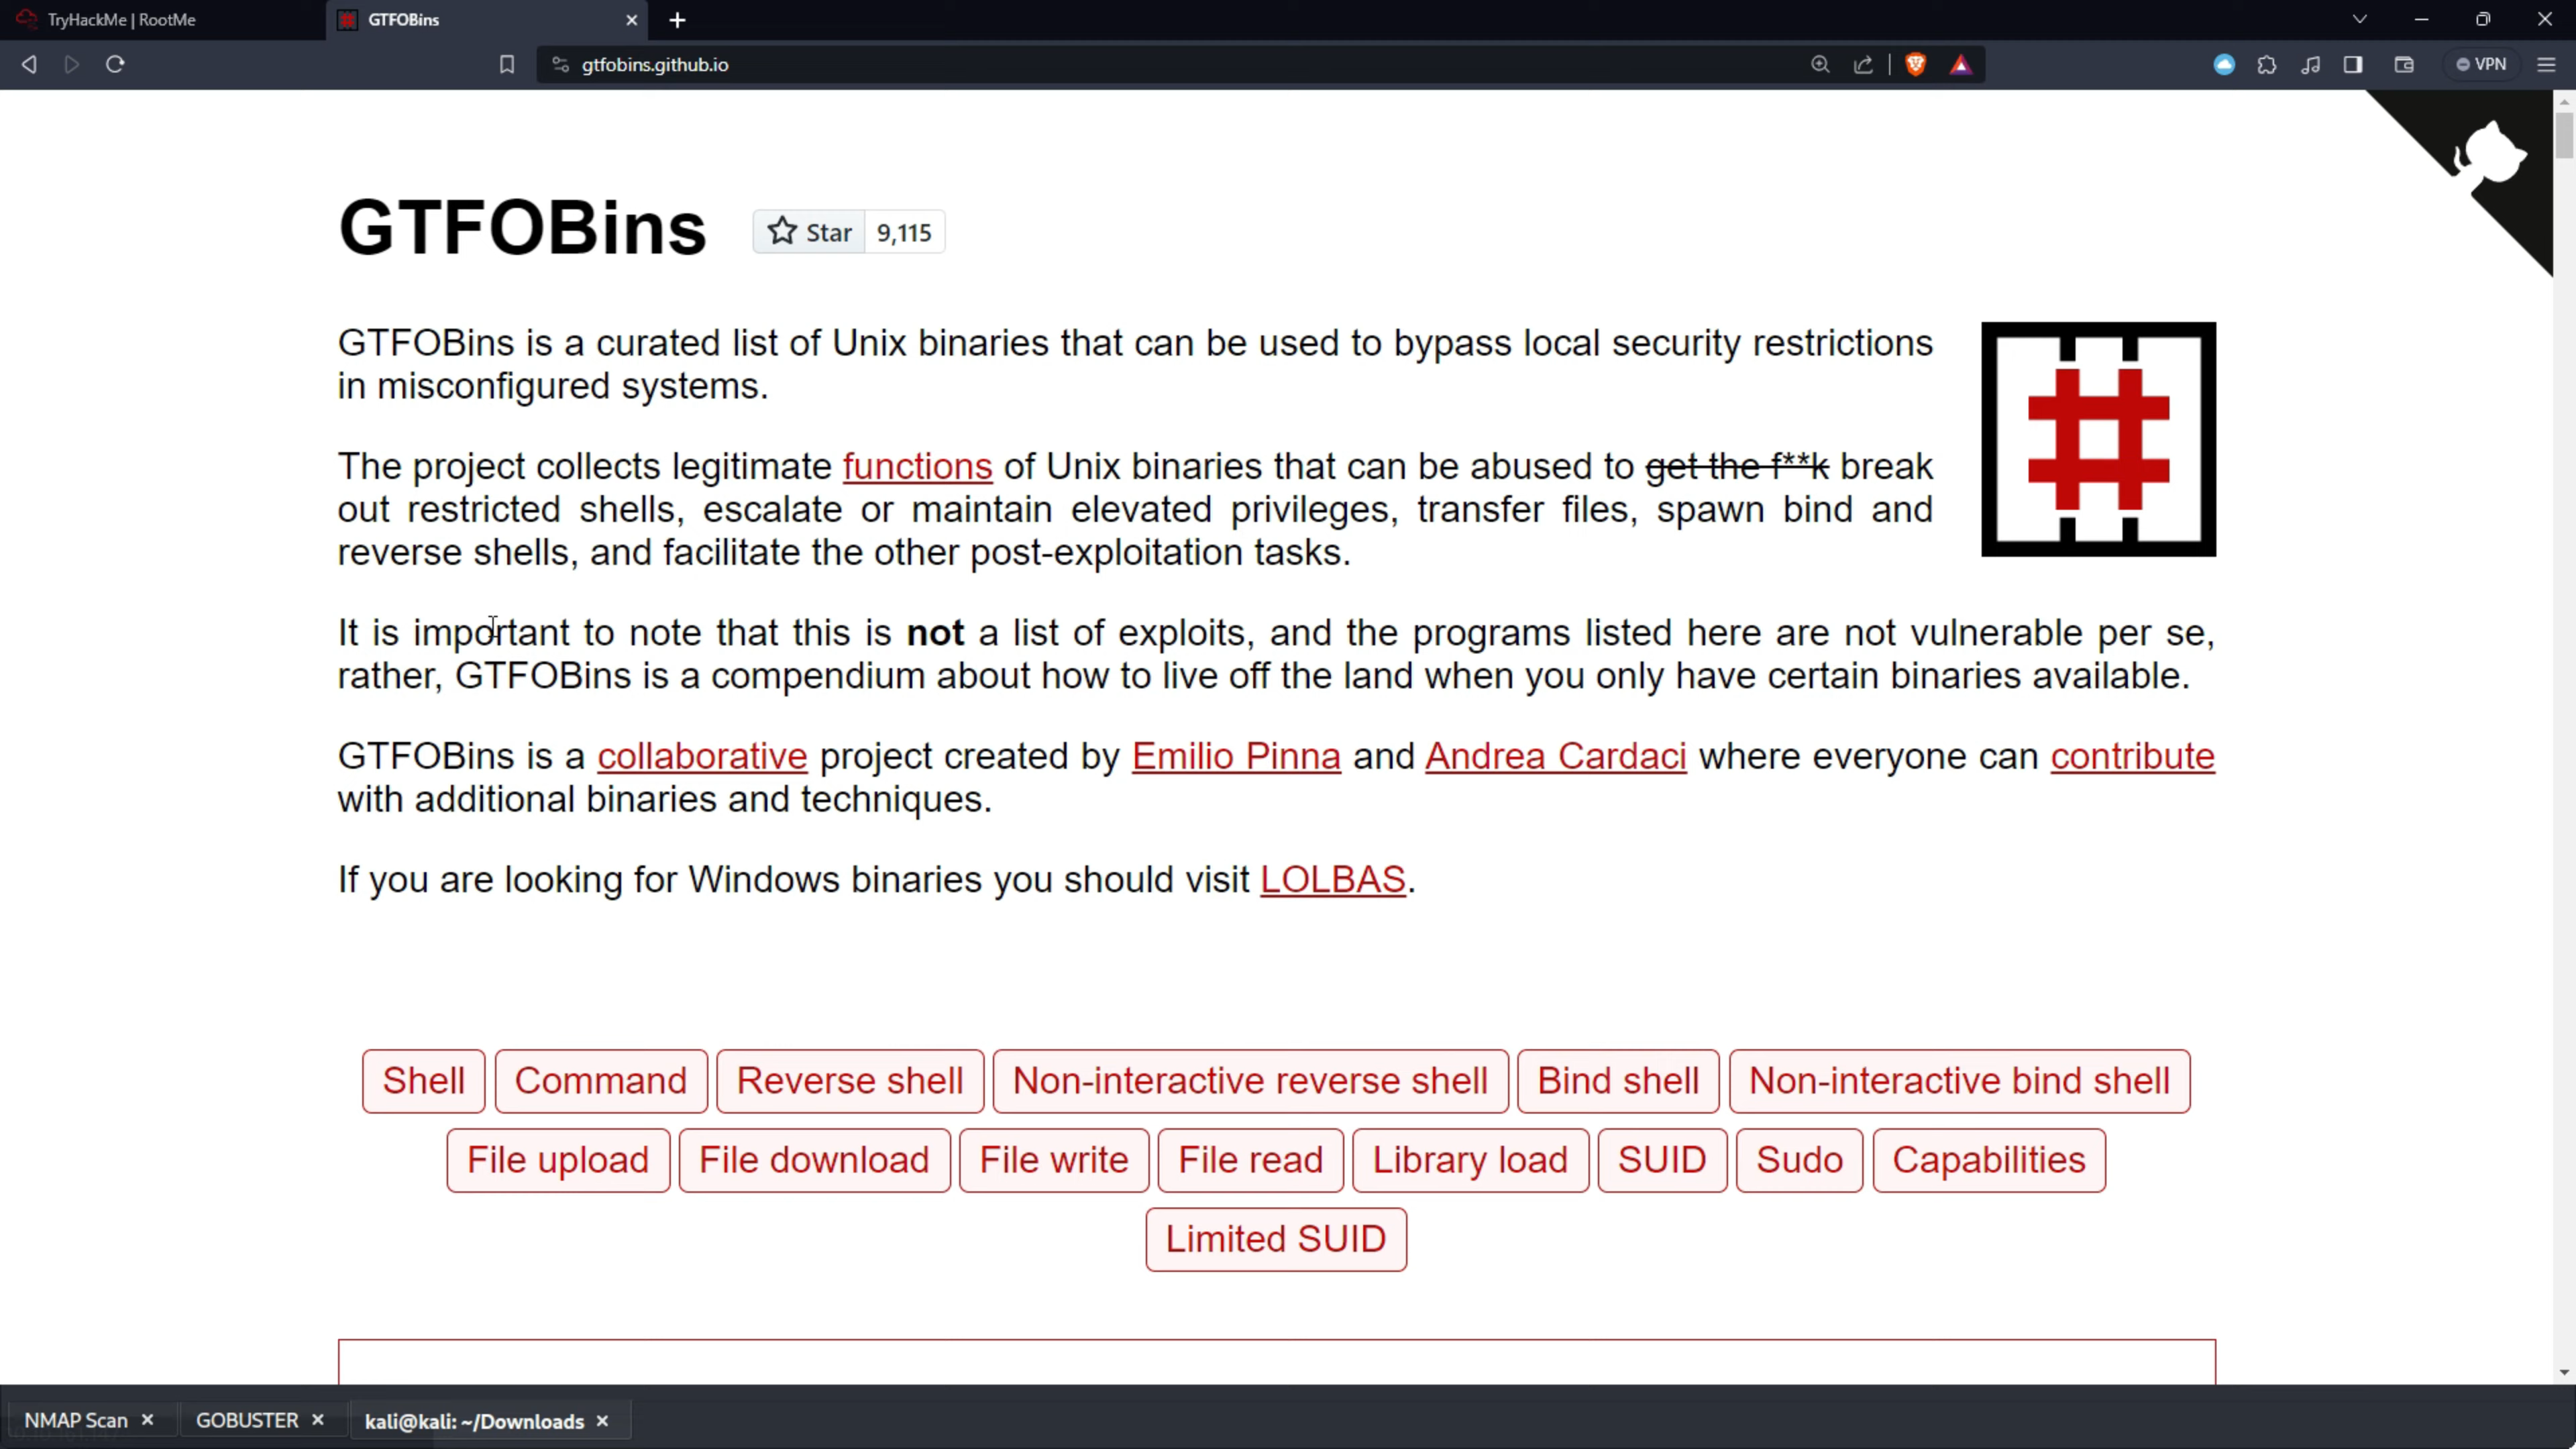 TryHackMe | RootMe
GTFOBins
gtfobins.github.io
VPN
GTFOBins
Star 9,115
GTFOBins is a curated list of Unix binaries that can be used to bypass local security restrictions
in misconfigured systems.
The project collects legitimate functions of Unix binaries that can be abused to get the f**k break
out restricted shells, escalate or maintain elevated privileges, transfer files, spawn bind and
reverse shells, and facilitate the other post-exploitation tasks.
It is important to note that this is not a list of exploits, and the programs listed here are not vulnerable per se,
rather, GTFOBins is a compendium about how to live off the land when you only have certain binaries available.
GTFOBins is a collaborative project created by Emilio Pinna and Andrea Cardaci where everyone can contribute
with additional binaries and techniques.
If you are looking for Windows binaries you should visit LOLBAS.
Shell Command Reverse shell Non-interactive reverse shell Bind shell Non-interactive bind shell
File upload File download File write File read Library load SUID Sudo Capabilities
Limited SUID
NMAP Scan GOBUSTER kali@kali: ~/Downloads